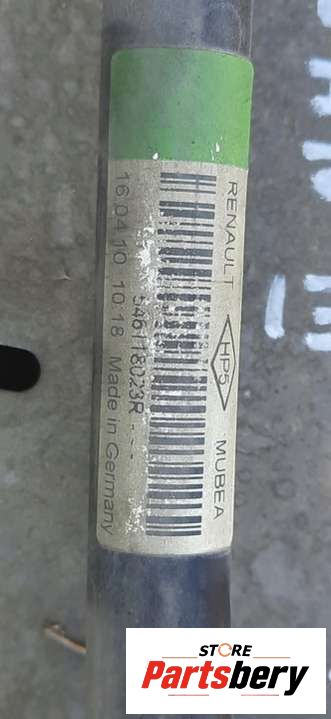 RENAULT HP5 MUBEA
546118023R---
16.04.10 10:18 Made in Germany
STORE
Partsbery